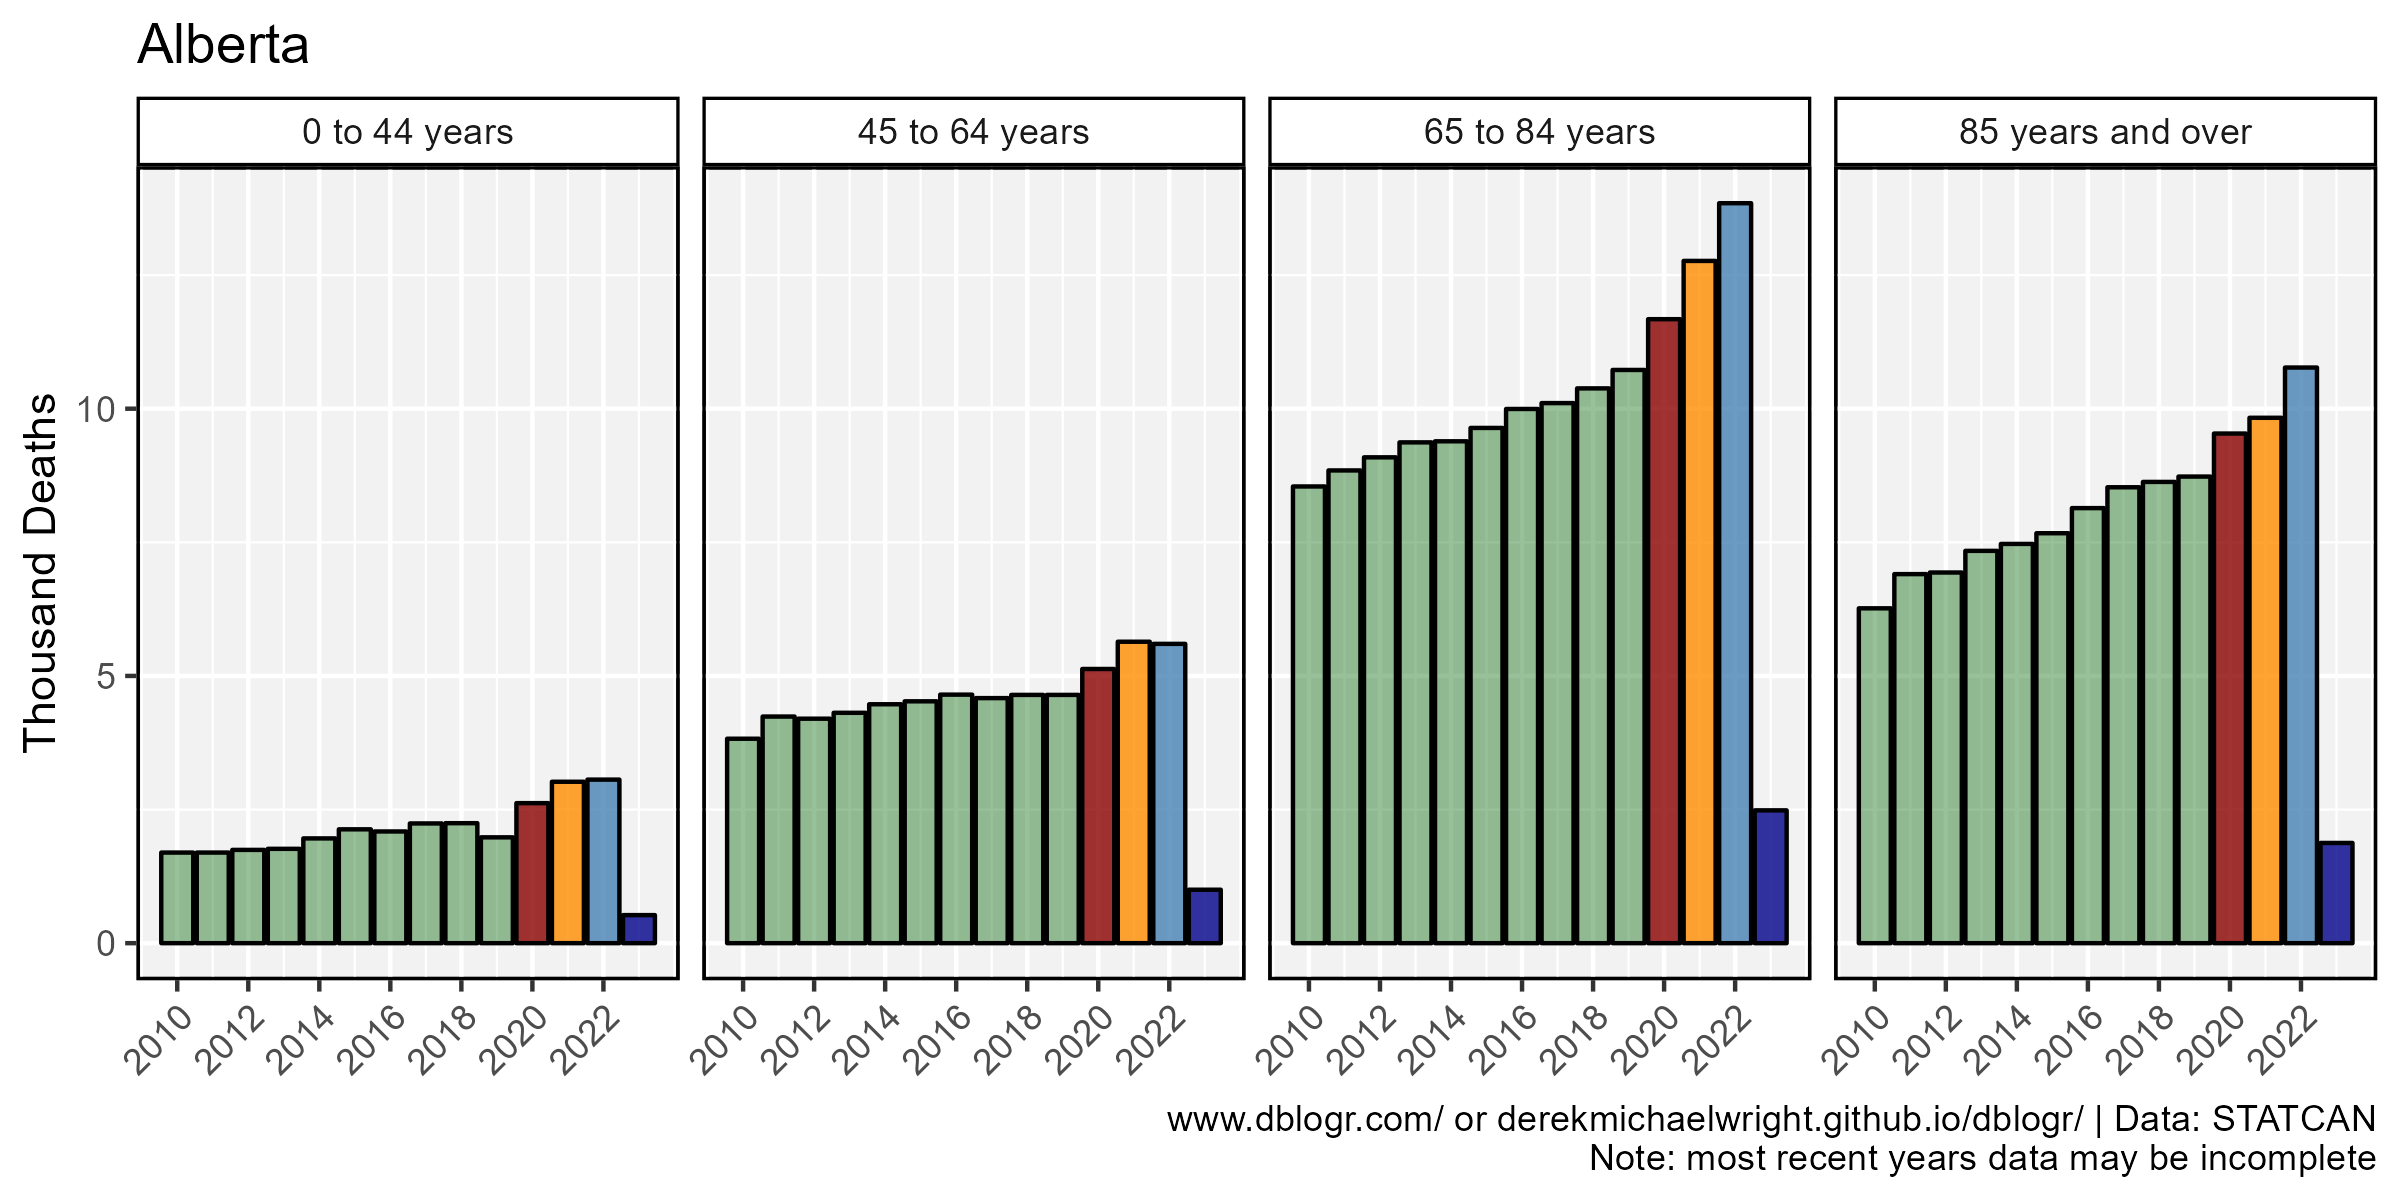 Alberta
0 to 44 years
45 to 64 years
65 to 84 years
85 years and over
Thousand Deaths
10
5
0
2010 2012 2014 2016 2018 2020 2022
2010 2012 2014 2016 2018 2020 2022
2010 2012 2014 2016 2018 2020 2022
2010 2012 2014 2016 2018 2020 2022
www.dblogr.com/ or derekmichaelwright.github.io/dblogr/ | Data: STATCAN
Note: most recent years data may be incomplete